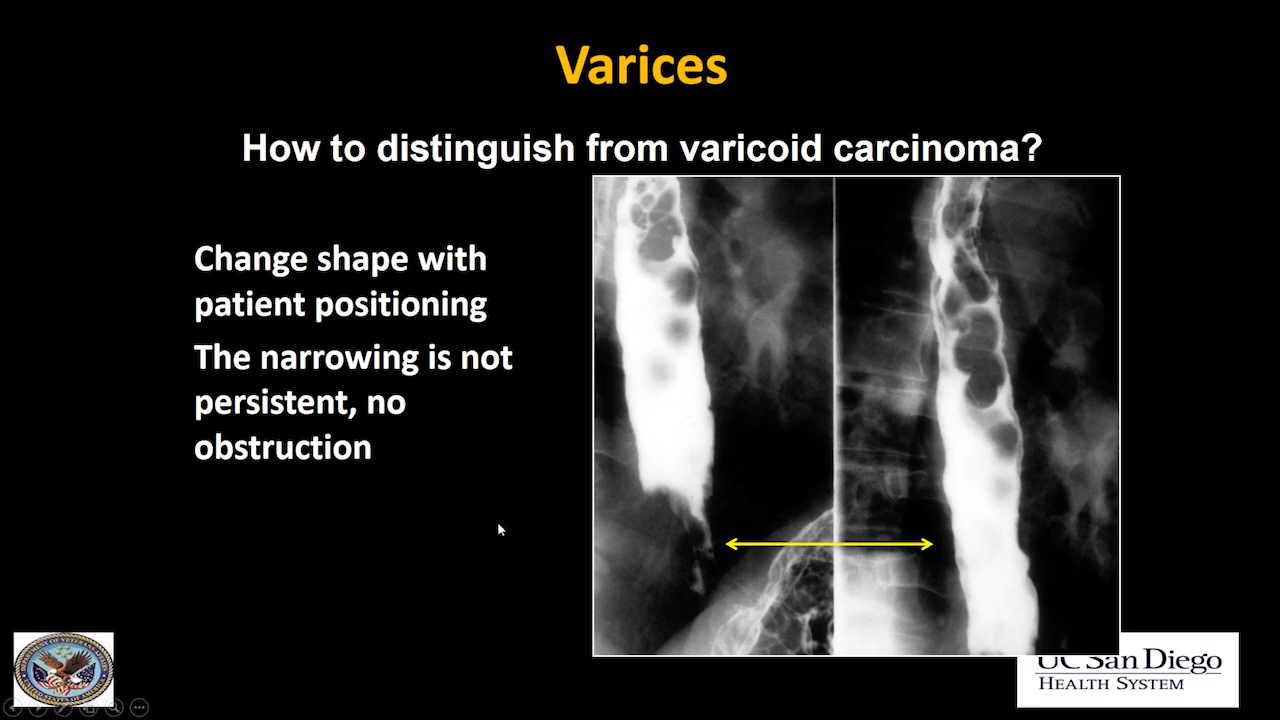 Varices
How to distinguish from varicoid carcinoma?
Change shape with
patient positioning
The narrowing is not
persistent, no
obstruction
UC San Diego
HEALTH SYSTEM